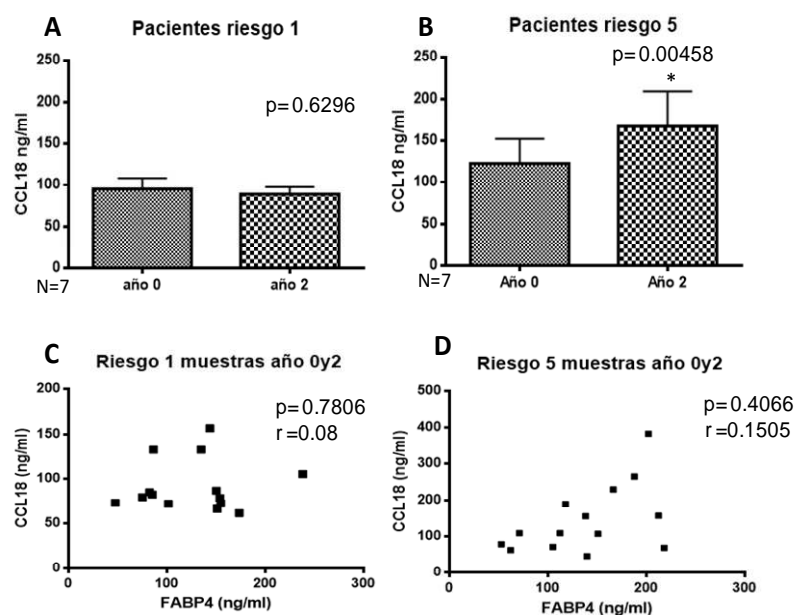 A
Pacientes riesgo 1
CCL18 ng/ml
250
200
150
100
50
0
p=0.6296
N=7
año 0
año 2
B
Pacientes riesgo 5
CCL18 ng/ml
250
200
150
100
50
0
p=0.00458
*
N=7
Año 0
Año 2
C
Riesgo 1 muestras año 0y2
CCL18 (ng/ml)
200
150
100
50
0
p=0.7806
r=0.08
0
100
200
300
FABP4 (ng/ml)
D
Riesgo 5 muestras año 0y2
CCL18 (ng/ml)
500
400
300
200
100
0
p=0.4066
r=0.1505
0
100
200
300
FABP4 (ng/ml)